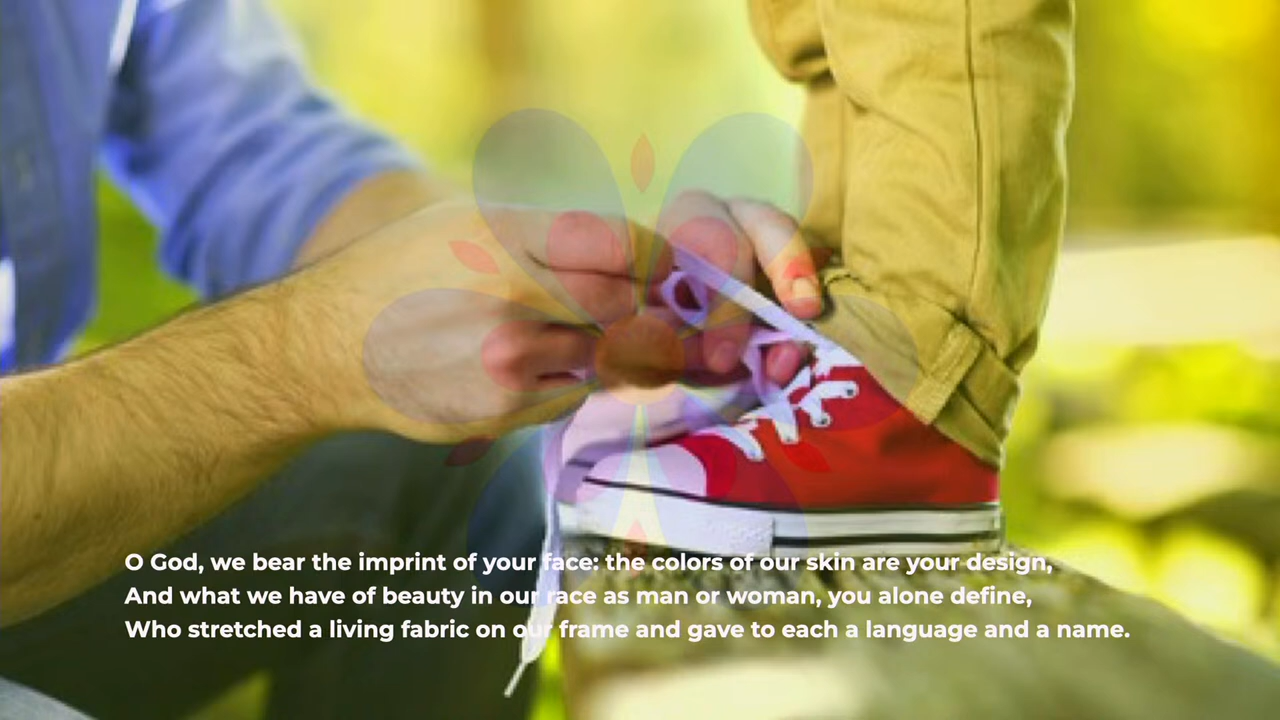 O God, we bear the imprint of your face: the colors of our skin are your design,
And what we have of beauty in our race as man or woman, you alone define,
Who stretched a living fabric on our frame and gave to each a language and a name.